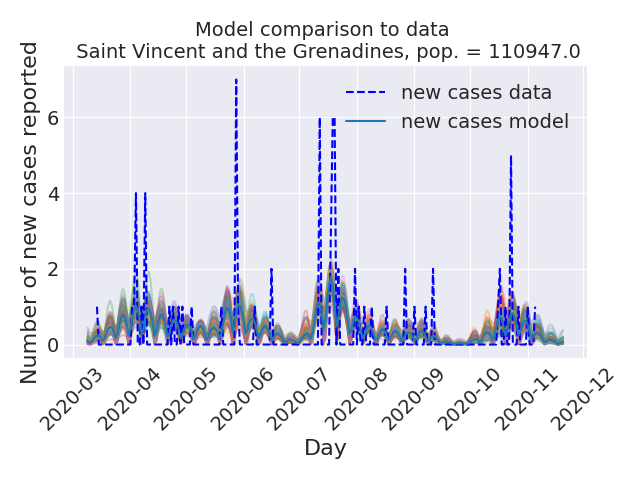 Model comparison to data
Saint Vincent and the Grenadines, pop. = 110947.0
Number of new cases reported
new cases data
new cases model
6
4
2
0
2020-03
2020-04
2020-05
2020-06
2020-07
2020-08
2020-09
2020-10
2020-11
2020-12
Day